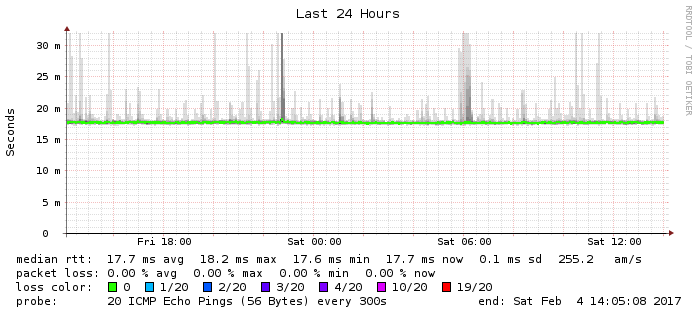 Last 24 Hours
RRDTOOL / TOBI OETIKER
Seconds
30 m
25 m
20 m
15 m
10 m
5 m
0
Fri 18:00 Sat 00:00 Sat 06:00 Sat 12:00
median rtt: 17.7 ms avg 18.2 ms max 17.6 ms min 17.7 ms now 0.1 ms sd 255.2 am/s
packet loss: 0.00 % avg 0.00 % max 0.00 % min 0.00 % now
loss color: 0 1/20 2/20 3/20 4/20 10/20 19/20
probe: 20 ICMP Echo Pings (56 Bytes) every 300s end: Sat Feb 4 14:05:08 2017